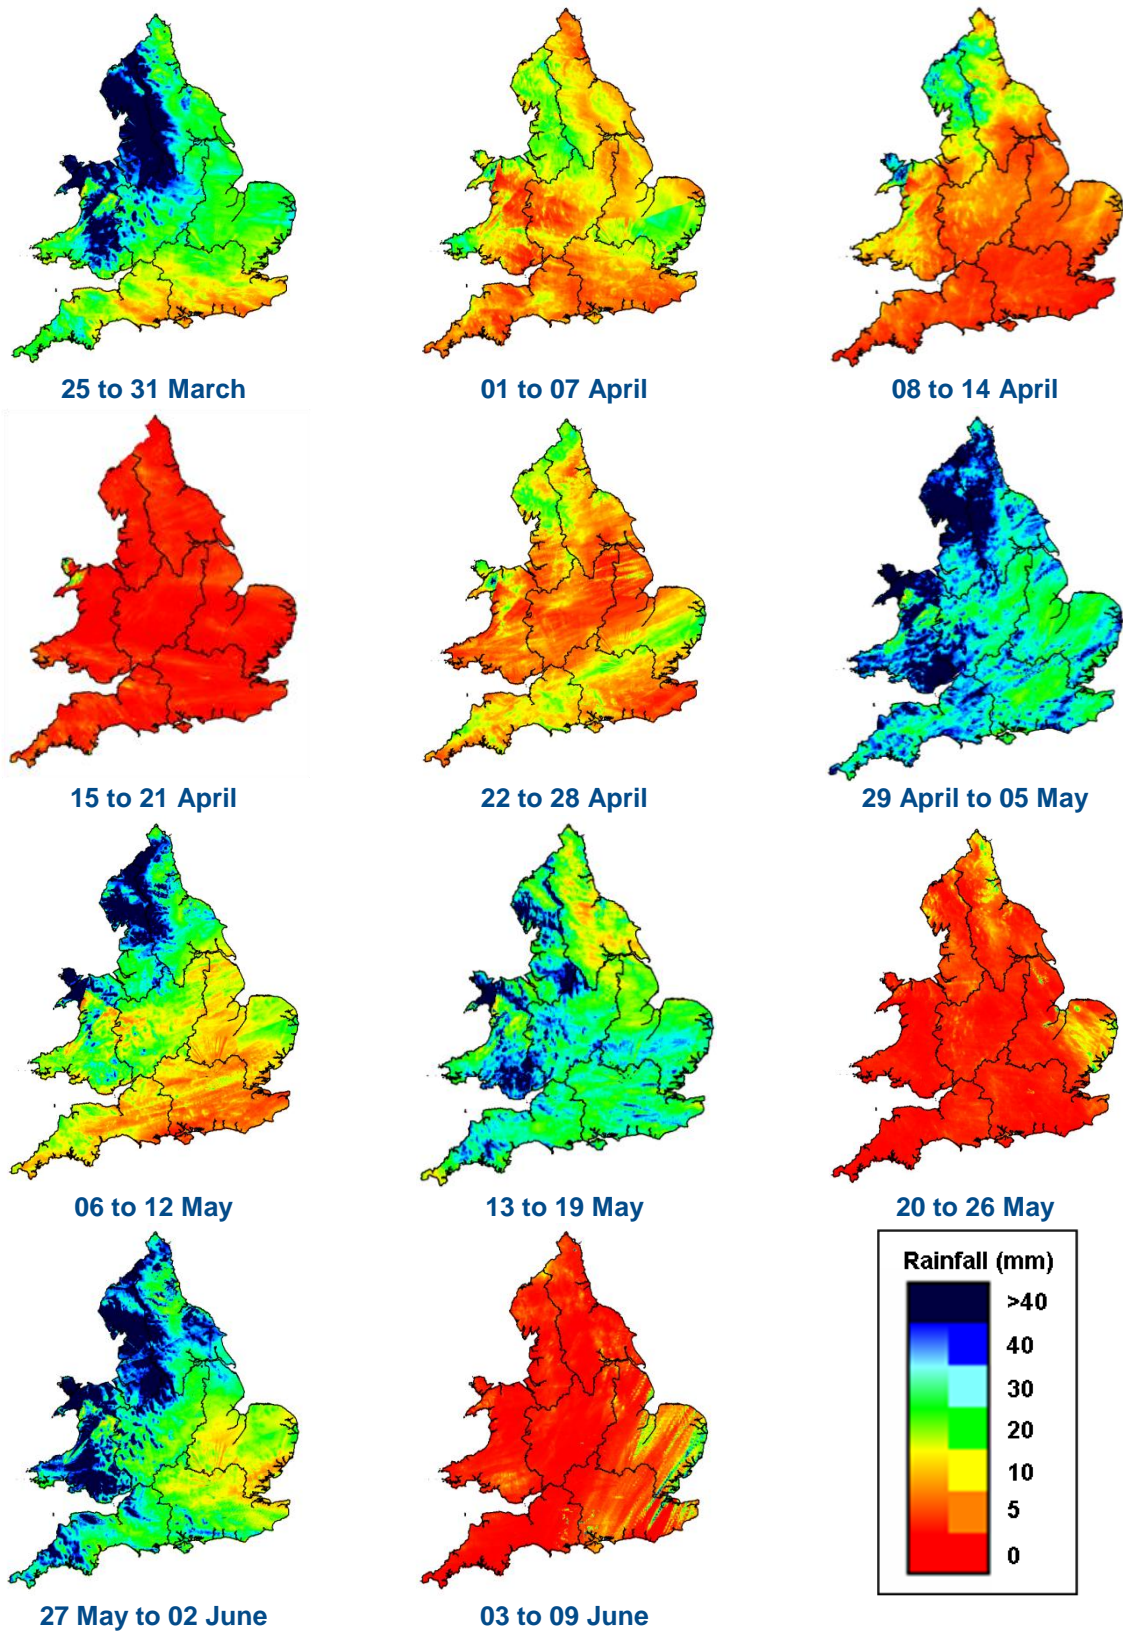 25 to 31 March
01 to 07 April
08 to 14 April
15 to 21 April
22 to 28 April
29 April to 05 May
06 to 12 May
13 to 19 May
20 to 26 May
27 May to 02 June
03 to 09 June
Rainfall (mm)
>40
40
30
20
10
5
0